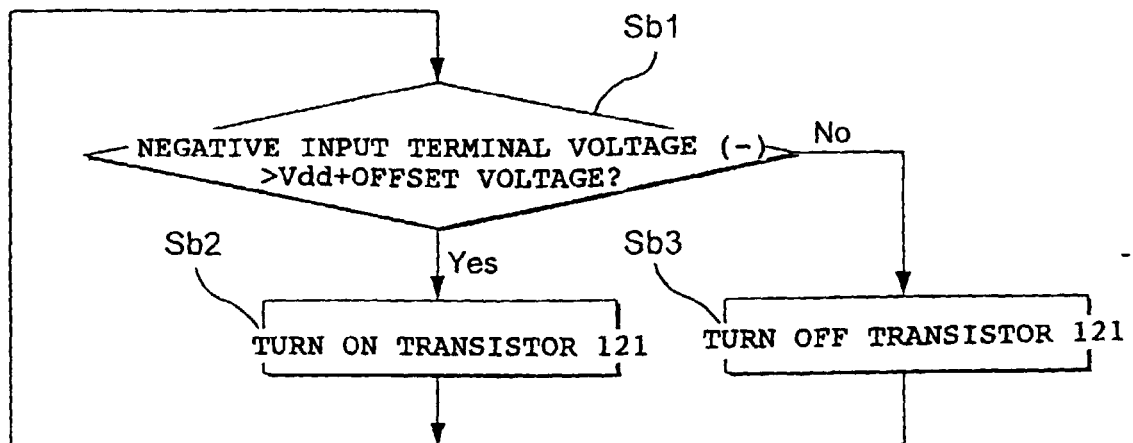 Sb1
NEGATIVE INPUT TERMINAL VOLTAGE (-)
>Vdd+OFFSET VOLTAGE?
No
Yes
Sb2
TURN ON TRANSISTOR 121
Sb3
TURN OFF TRANSISTOR 121